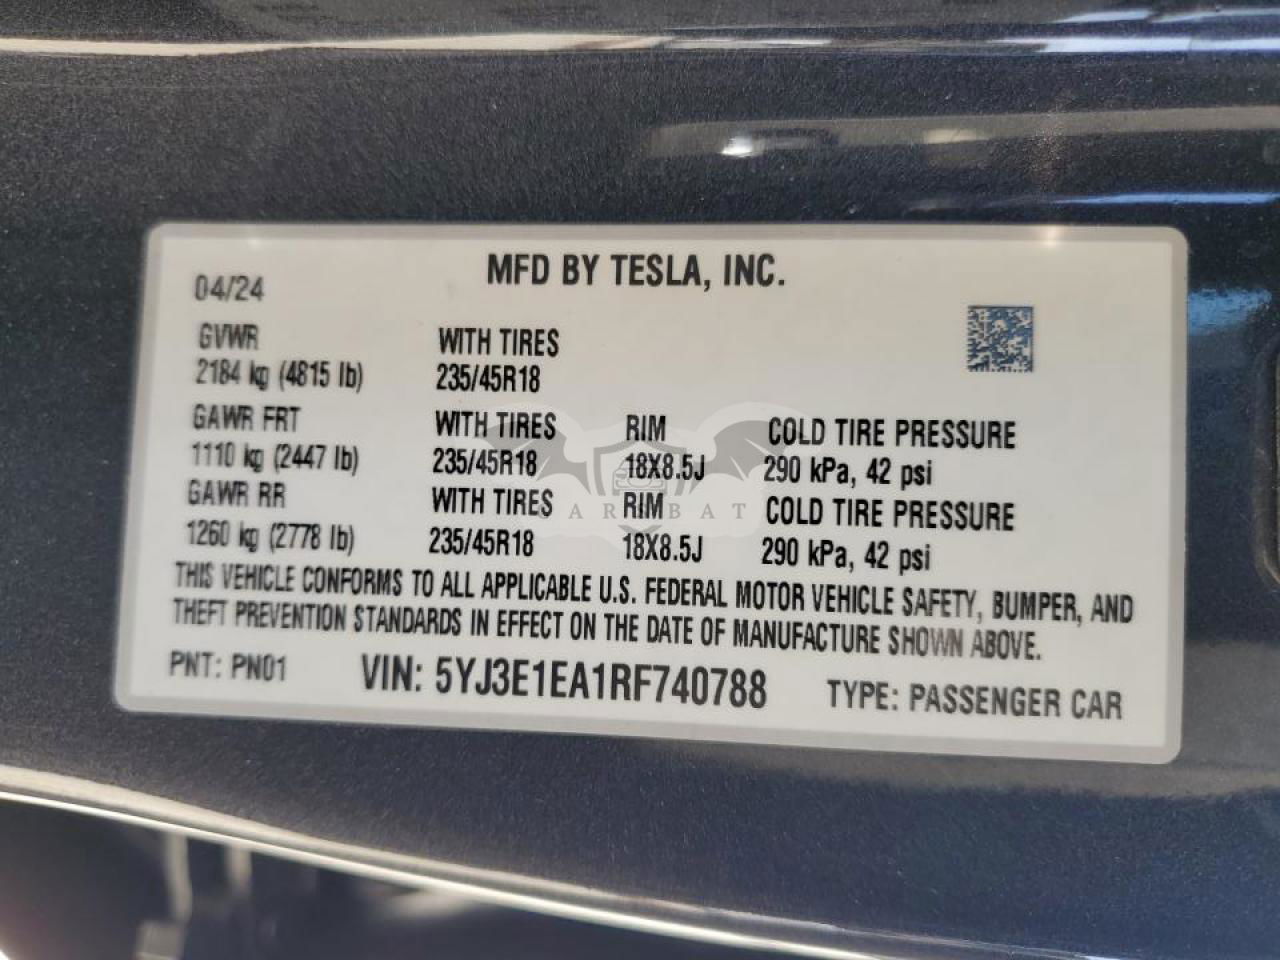 MFD BY TESLA, INC.
04/24
GVWR WITH TIRES
2184 kg (4815 lb) 235/45R18
GAWR FRT WITH TIRES RIM COLD TIRE PRESSURE
1110 kg (2447 lb) 235/45R18 18X8.5J 290 kPa, 42 psi
GAWR RR WITH TIRES RIM COLD TIRE PRESSURE
1260 kg (2778 lb) 235/45R18 18X8.5J 290 kPa, 42 psi
CARSBAT
THIS VEHICLE CONFORMS TO ALL APPLICABLE U.S. FEDERAL MOTOR VEHICLE SAFETY, BUMPER, AND
THEFT PREVENTION STANDARDS IN EFFECT ON THE DATE OF MANUFACTURE SHOWN ABOVE.
PNT: PN01 VIN: 5YJ3E1EA1RF740788 TYPE: PASSENGER CAR